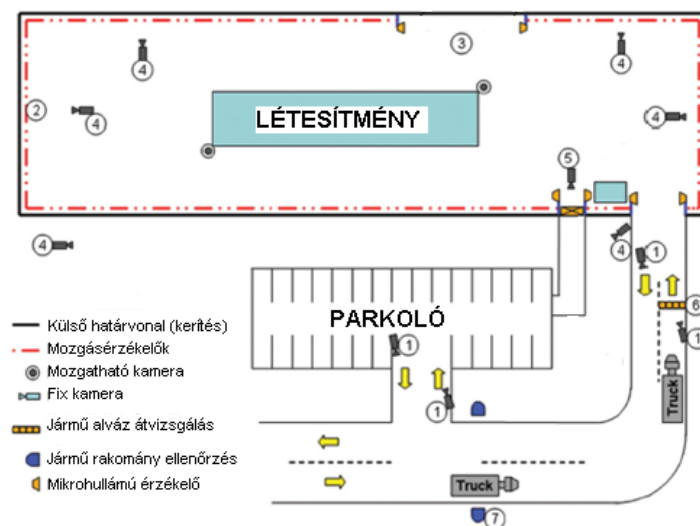 3
4
4
2
4
4
LÉTESÍTMÉNY
5
4
4
1
PARKOLÓ
6
1
1
1
Truck
Truck
7
Külső határvonal (kerítés)
Mozgásérzékelők
Mozgatható kamera
Fix kamera
Jármű alváz átvizsgálás
Jármű rakomány ellenőrzés
Mikrohullámú érzékelő